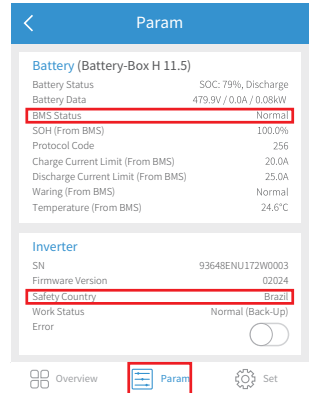 Param
Battery (Battery-Box H 11.5)
Battery Status SOC: 79%, Discharge
Battery Data 479.9V / 0.0A / 0.08kW
BMS Status Normal
SOH (From BMS) 100.0%
Protocol Code 256
Charge Current Limit (From BMS) 20.0A
Discharge Current Limit (From BMS) 25.0A
Waring (From BMS) Normal
Temperature (From BMS) 24.6°C
Inverter
SN 93648ENU172W0003
Firmware Version 02024
Safety Country Brazil
Work Status Normal (Back-Up)
Error
Overview Param Set